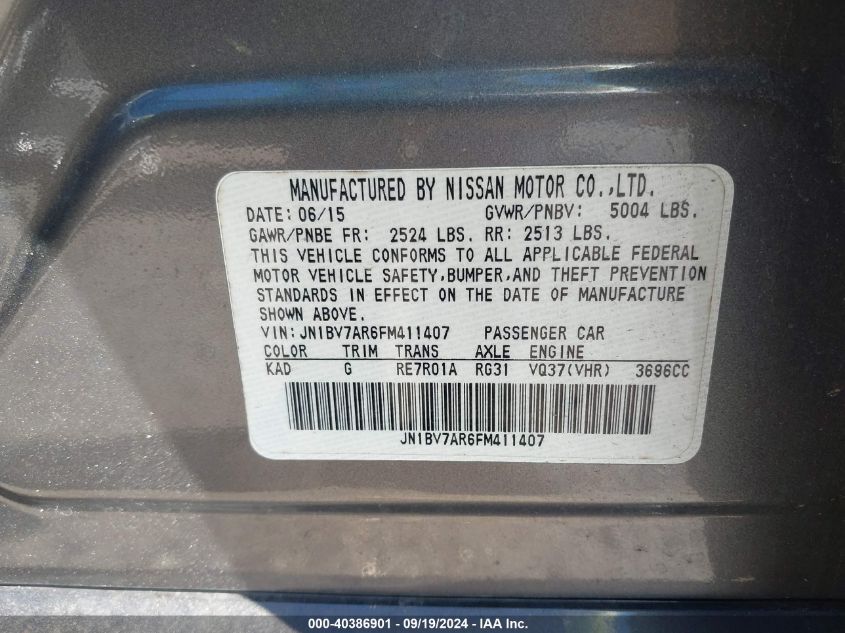 MANUFACTURED BY NISSAN MOTOR CO.,LTD.
DATE: 06/15 GVWR/PNBV: 5004 LBS.
GAWR/PNBE FR: 2524 LBS. RR: 2513 LBS.
THIS VEHICLE CONFORMS TO ALL APPLICABLE FEDERAL
MOTOR VEHICLE SAFETY,BUMPER,AND THEFT PREVENTION
STANDARDS IN EFFECT ON THE DATE OF MANUFACTURE
SHOWN ABOVE.
VIN: JN1BV7AR6FM411407 PASSENGER CAR
COLOR TRIM TRANS AXLE ENGINE
KAD G RE7R01A RG31 VQ37(VHR) 3696CC
JN1BV7AR6FM411407
000-40386901 - 09/19/2024 - IAA Inc.